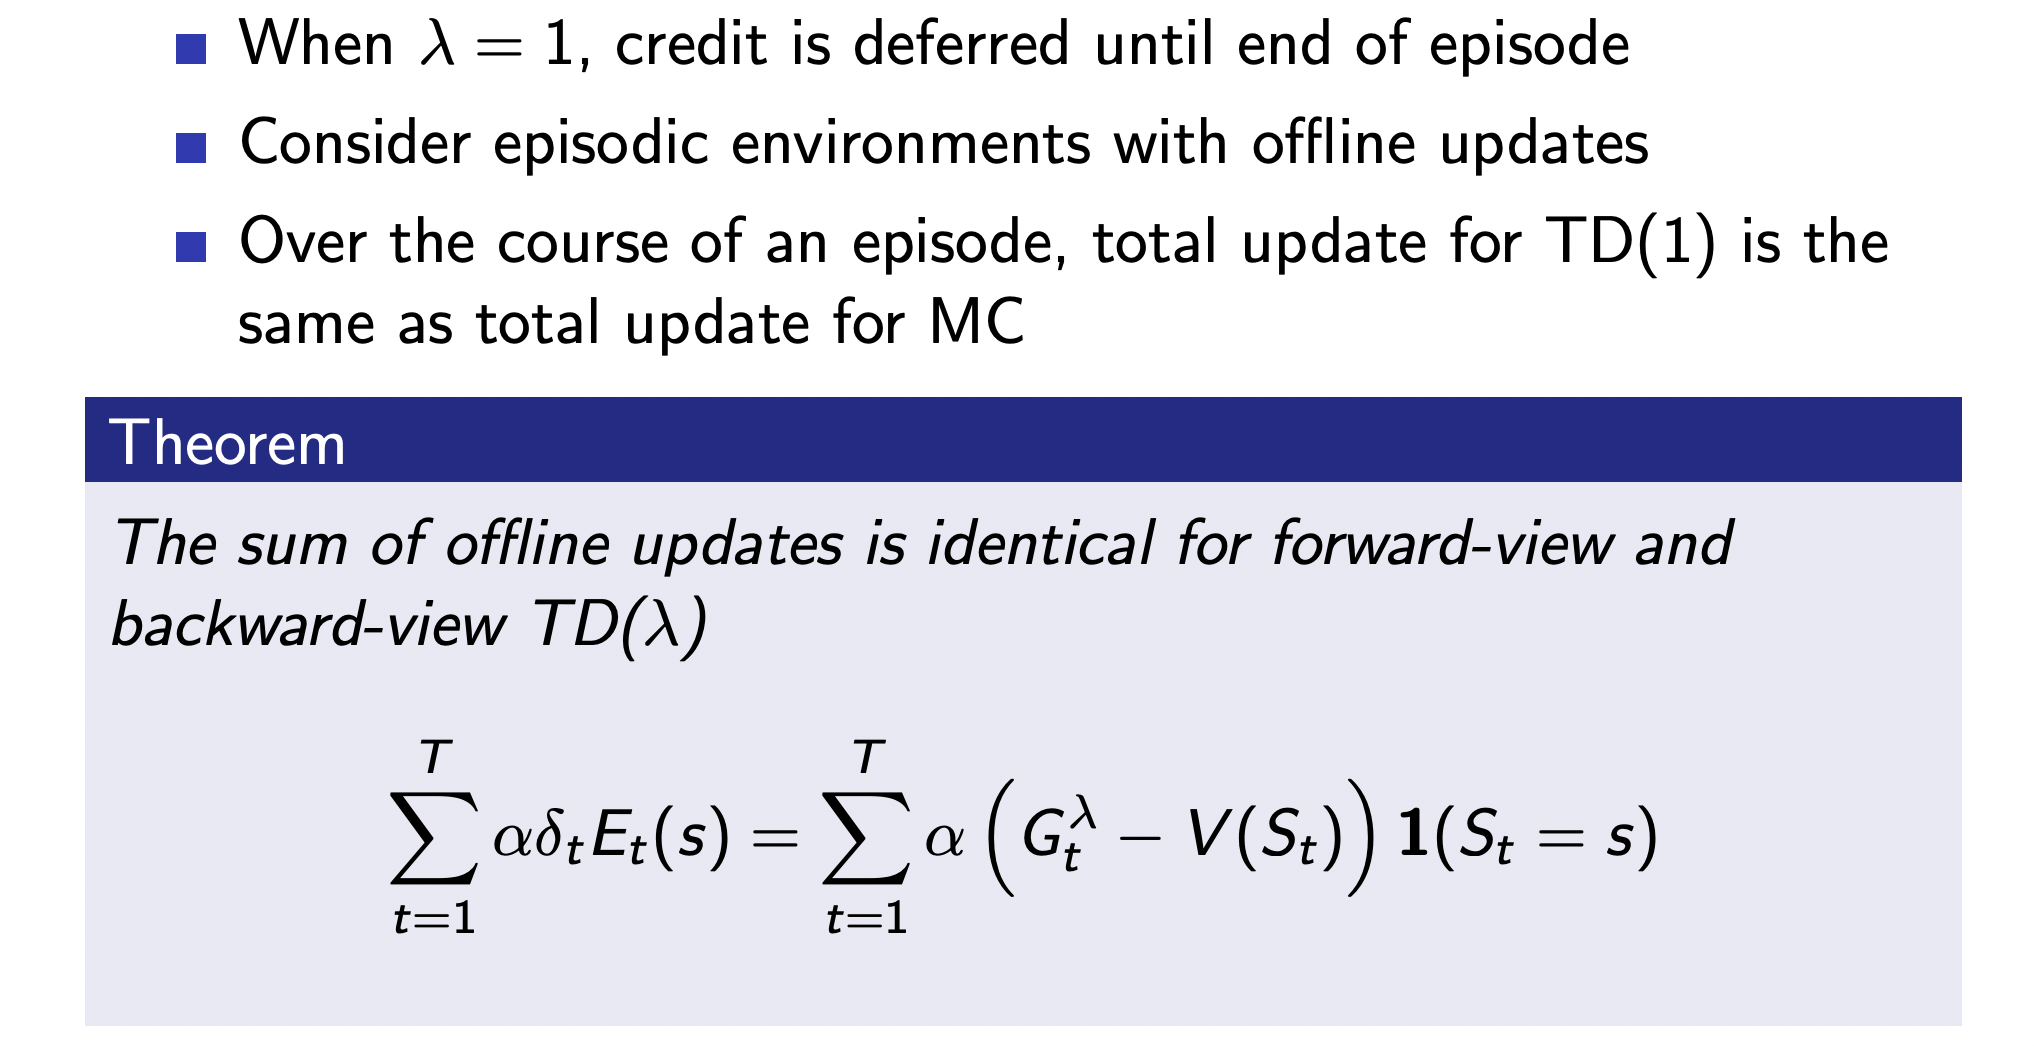 When λ = 1, credit is deferred until end of episode
Consider episodic environments with offline updates
Over the course of an episode, total update for TD(1) is the
same as total update for MC
Theorem
The sum of offline updates is identical for forward-view and
backward-view TD(λ)
$\sum_{t=1}^{T} \alpha \delta_t E_t(s) = \sum_{t=1}^{T} \alpha \left( G_t^{\lambda} - V(S_t) \right) \mathbf{1}(S_t = s)$